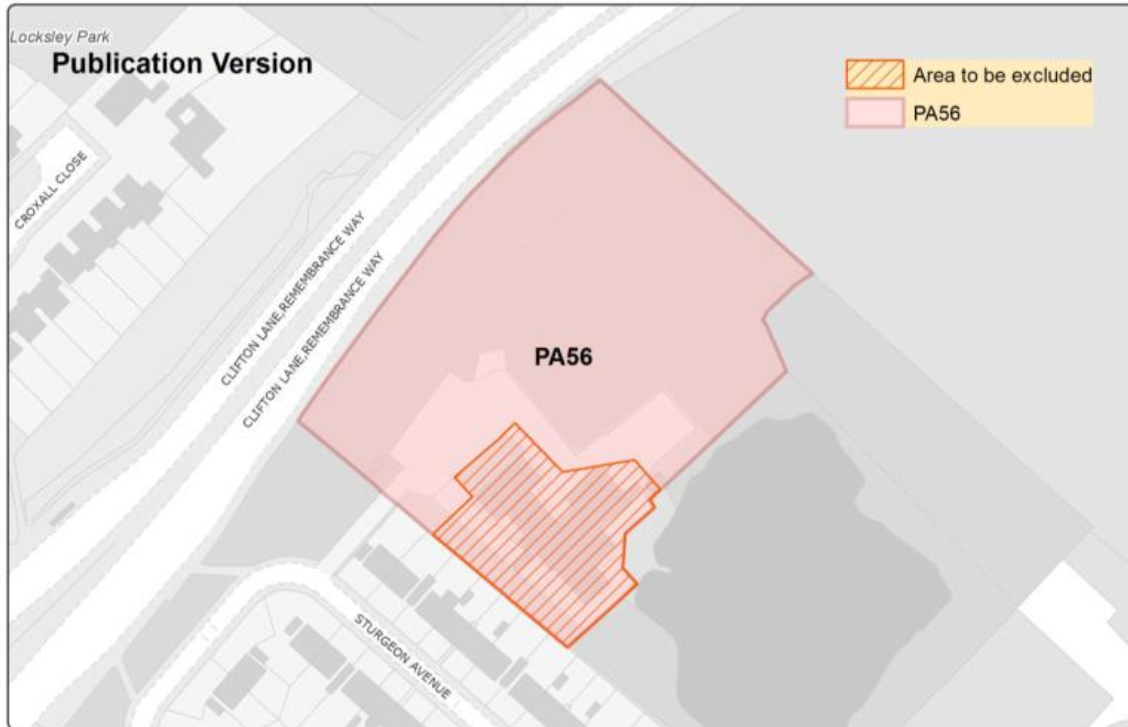 Locksley Park
Publication Version
Area to be excluded
PA56
CROXALL CLOSE
CLIFTON LANE,REMEMBRANCE WAY
CLIFTON LANE,REMEMBRANCE WAY
PA56
STURGEON AVENUE